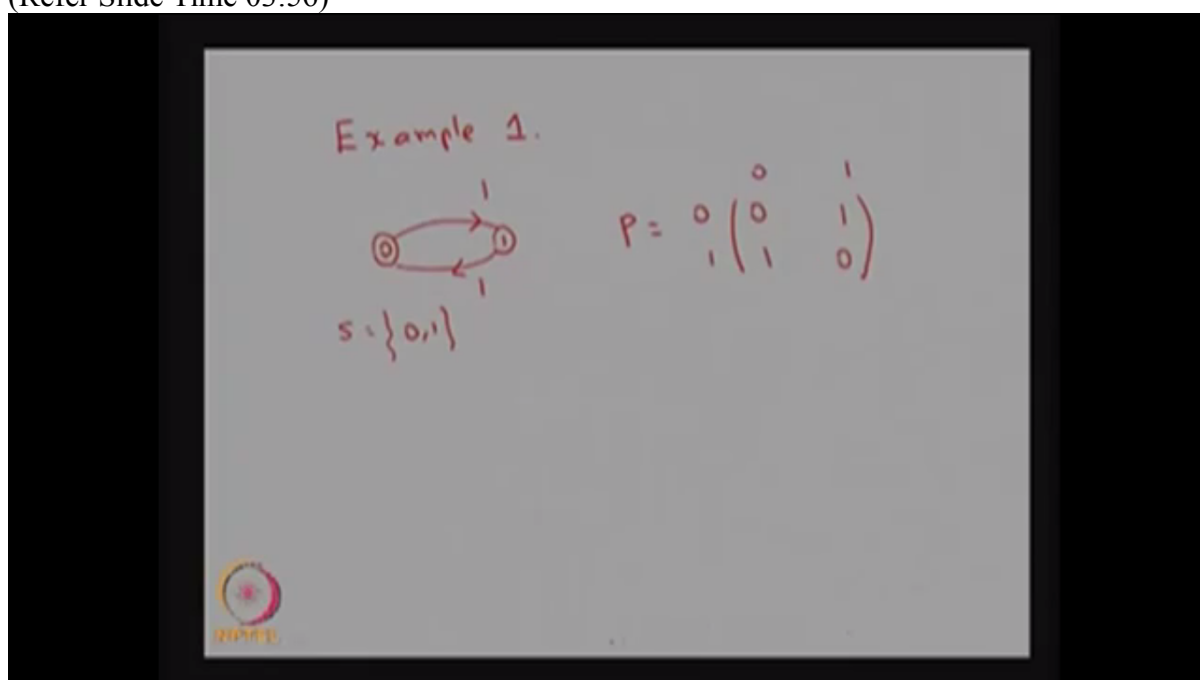 (Refer Slide Time 03:56)
Example 1.
1
0 1
1
S = {0,1}
0 1
P = 0 ( 0 1 )
1 ( 1 0 )
NPTEL